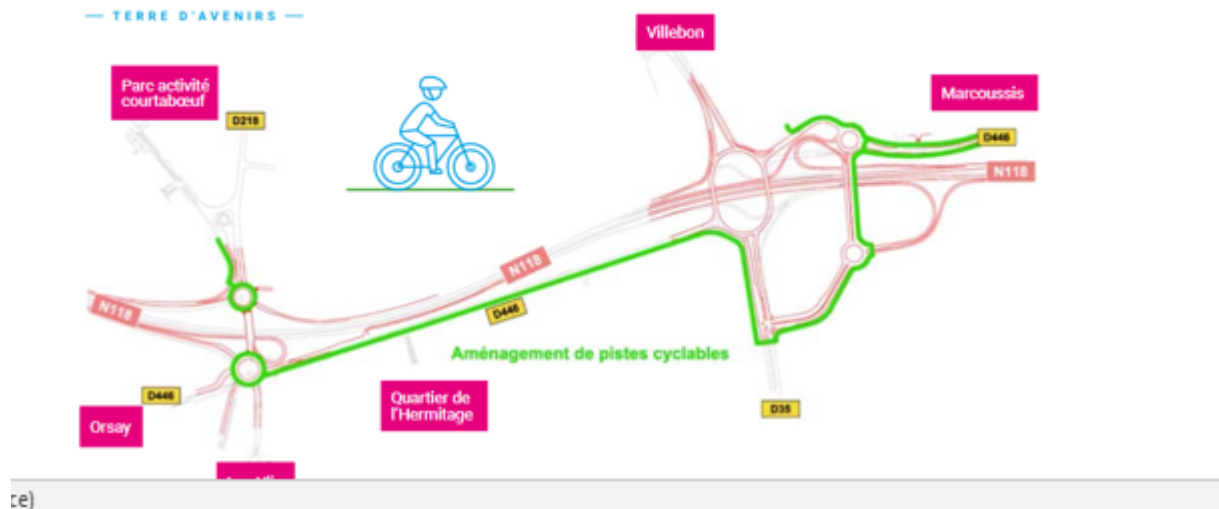 — TERRE D'AVENIRS —
Villebon
Parc activité
courtabœuf
Marcoussis
D218
D446
N118
N118
N118
D446
Aménagement de pistes cyclables
D446
Quartier de
l'Hermitage
D35
Orsay
ce)